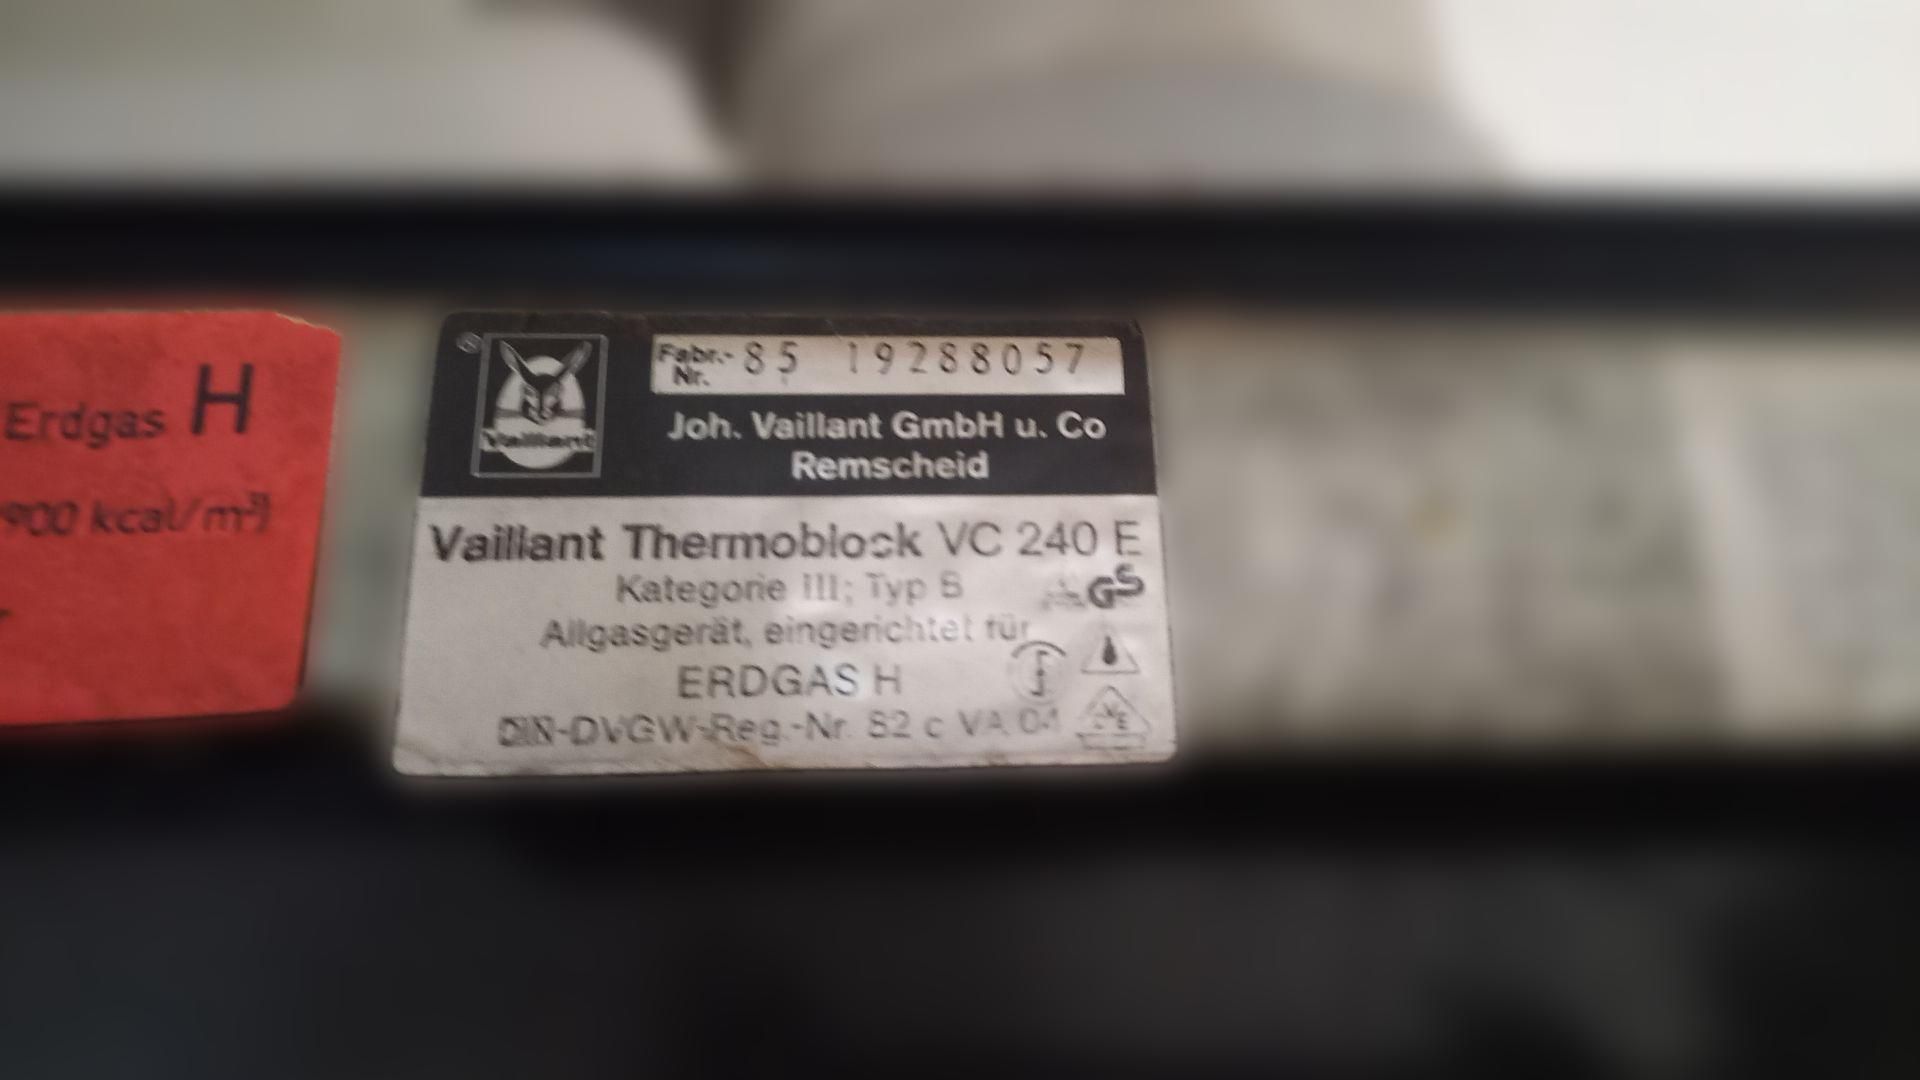 Erdgas H
900 kcal/m³)
Vaillant
Fabr.-Nr. 85 19288057
Joh. Vaillant GmbH u. Co
Remscheid
Vaillant Thermoblock VC 240 E
Kategorie III; Typ B
GS
Allgasgerät, eingerichtet für
ERDGAS H
DIN-DVGW-Reg.-Nr. 82 c VA 04